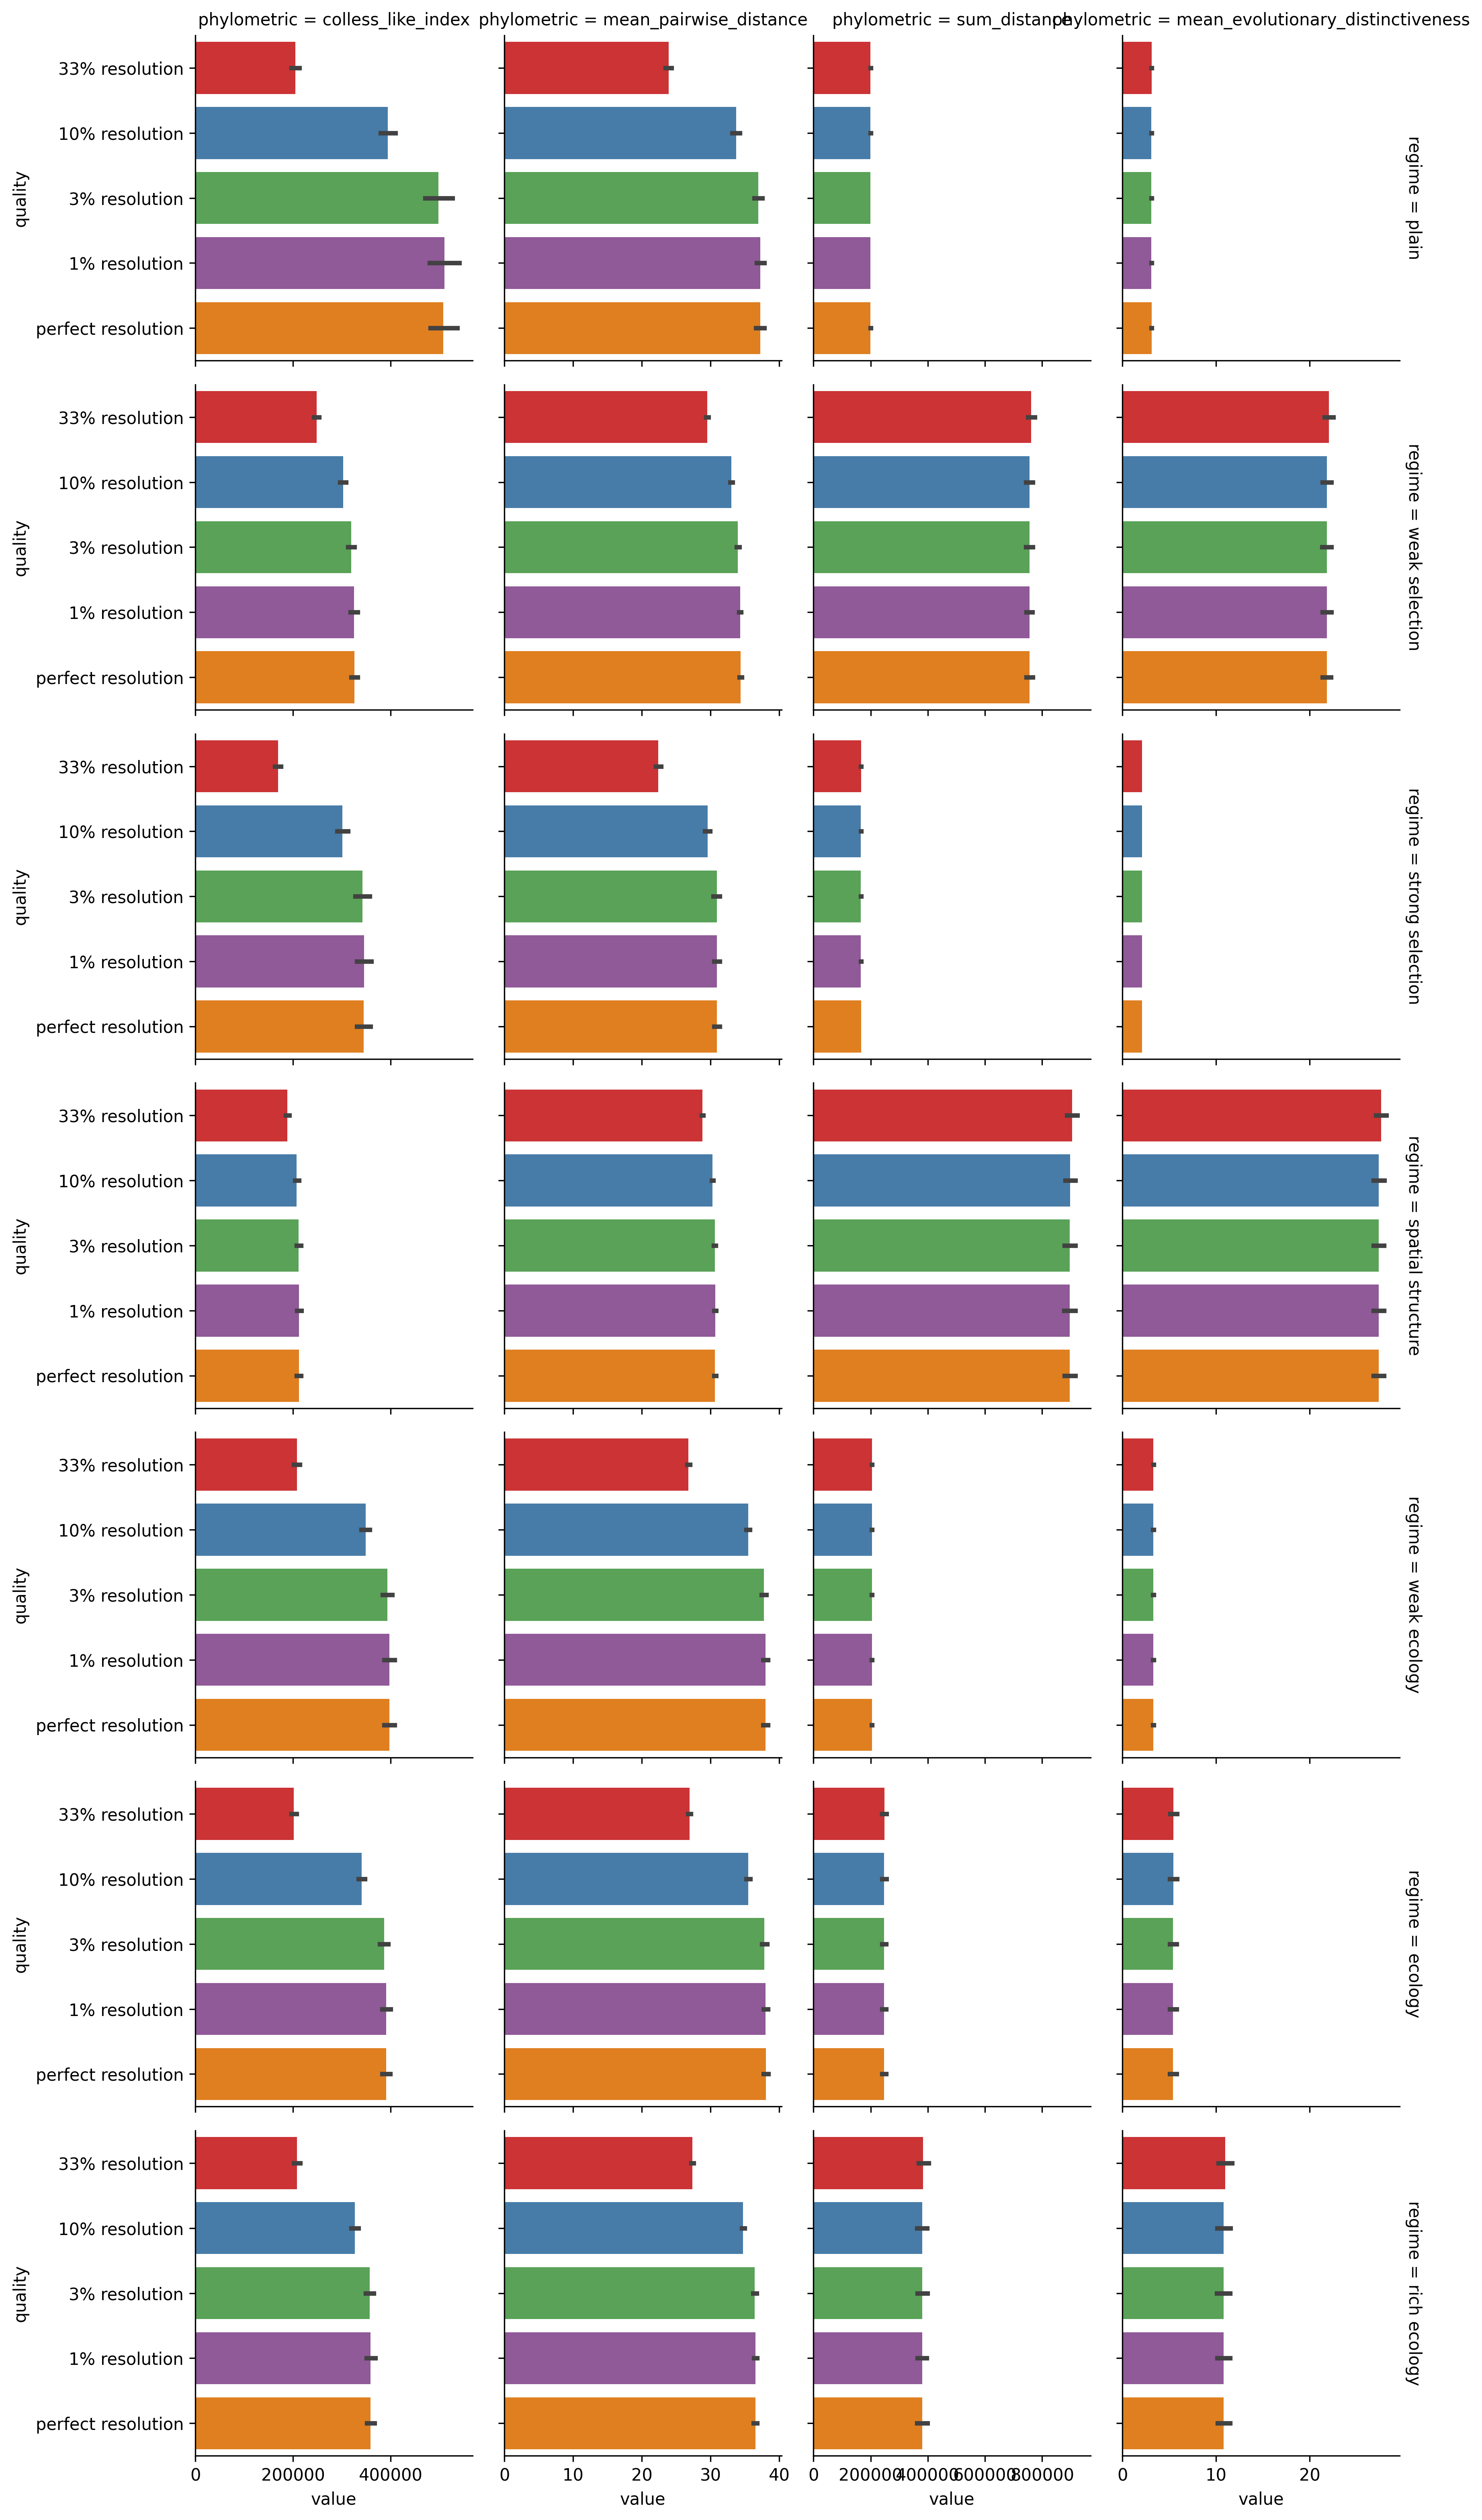 phylometric = colless_like_index
phylometric = mean_pairwise_distance
phylometric = sum_distance
phylometric = mean_evolutionary_distinctiveness
quality
33% resolution
10% resolution
3% resolution
1% resolution
perfect resolution
regime = plain
quality
33% resolution
10% resolution
3% resolution
1% resolution
perfect resolution
regime = weak selection
quality
33% resolution
10% resolution
3% resolution
1% resolution
perfect resolution
regime = strong selection
quality
33% resolution
10% resolution
3% resolution
1% resolution
perfect resolution
regime = spatial structure
quality
33% resolution
10% resolution
3% resolution
1% resolution
perfect resolution
regime = weak ecology
quality
33% resolution
10% resolution
3% resolution
1% resolution
perfect resolution
regime = ecology
quality
33% resolution
10% resolution
3% resolution
1% resolution
perfect resolution
regime = rich ecology
0 200000 400000
0 10 20 30 40
0 200000 400000 600000 800000
0 10 20
value
value
value
value